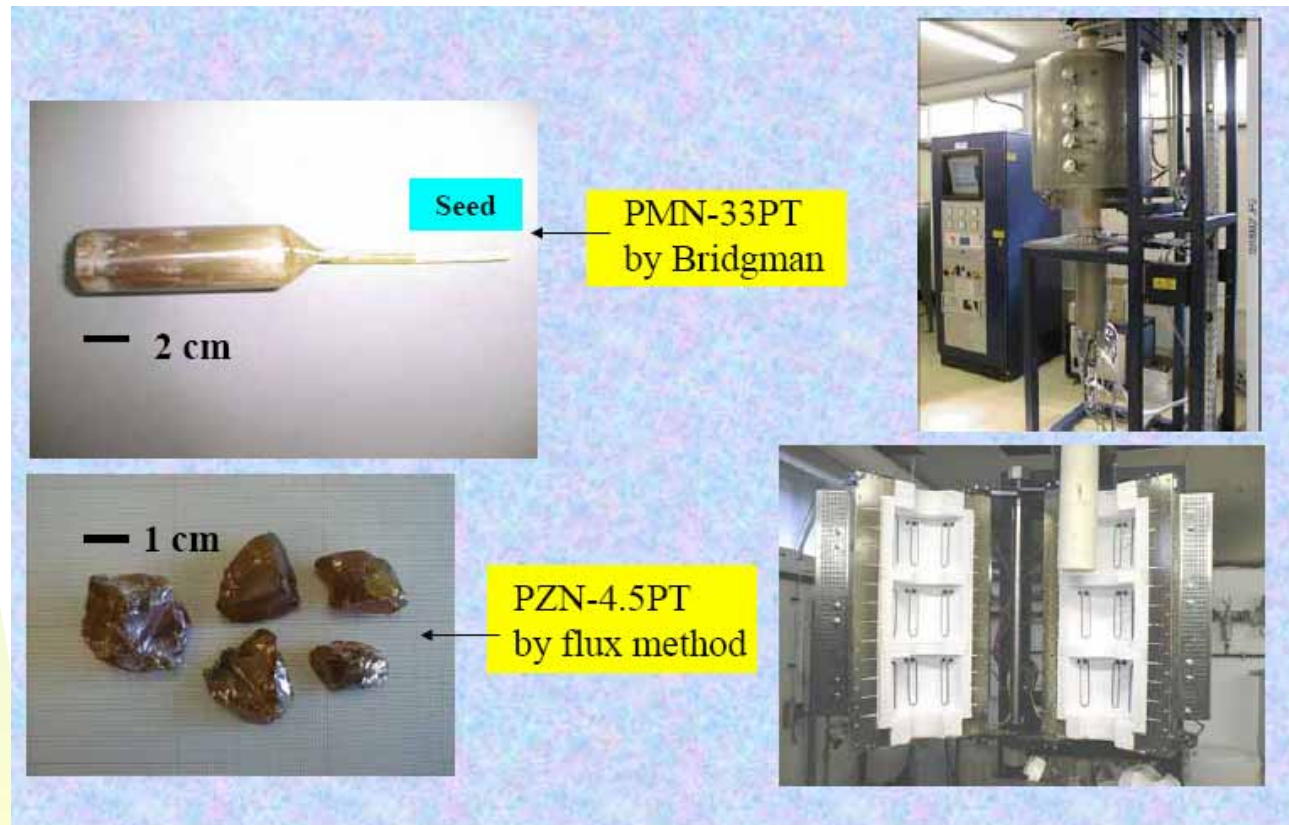 Seed
PMN-33PT
by Bridgman
2 cm
1 cm
PZN-4.5PT
by flux method